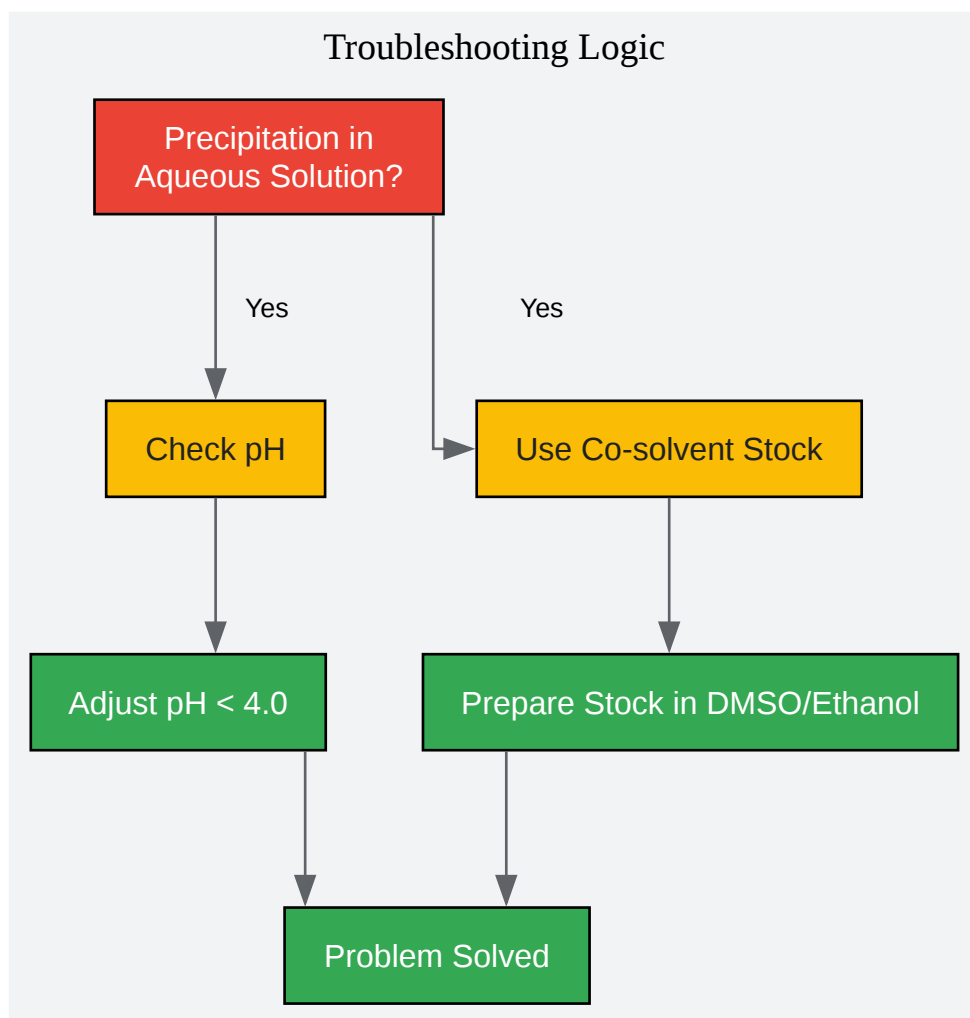 Troubleshooting Logic
Precipitation in
Aqueous Solution?
Yes
Yes
Check pH
Use Co-solvent Stock
Adjust pH < 4.0
Prepare Stock in DMSO/Ethanol
Problem Solved